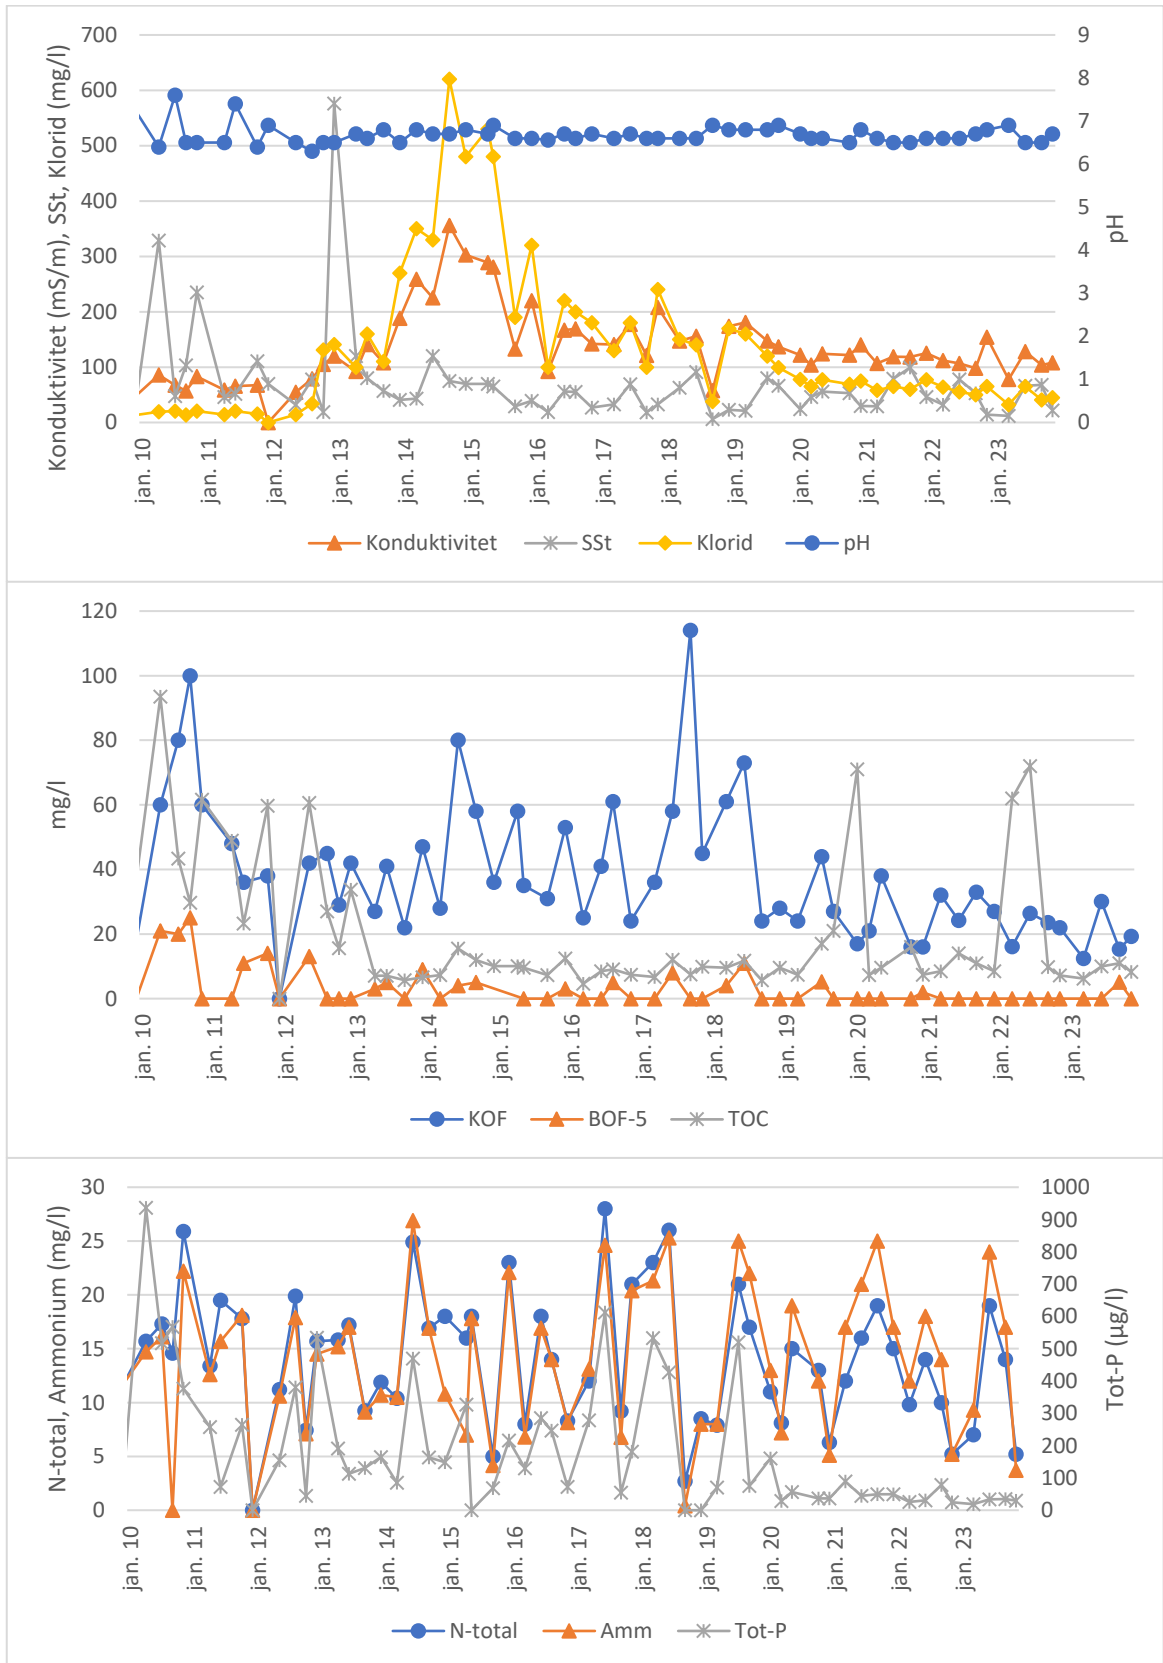 Konduktivitet (mS/m), SSt, Klorid (mg/l)
700
600
500
400
300
200
100
0
9
8
7
6
5
4
3
2
1
0
pH
jan. 10
jan. 11
jan. 12
jan. 13
jan. 14
jan. 15
jan. 16
jan. 17
jan. 18
jan. 19
jan. 20
jan. 21
jan. 22
jan. 23
Konduktivitet SSt Klorid pH
mg/l
120
100
80
60
40
20
0
jan. 10
jan. 11
jan. 12
jan. 13
jan. 14
jan. 15
jan. 16
jan. 17
jan. 18
jan. 19
jan. 20
jan. 21
jan. 22
jan. 23
KOF BOF-5 TOC
N-total, Ammonium (mg/l)
30
25
20
15
10
5
0
1000
900
800
700
600
500
400
300
200
100
0
Tot-P (µg/l)
jan. 10
jan. 11
jan. 12
jan. 13
jan. 14
jan. 15
jan. 16
jan. 17
jan. 18
jan. 19
jan. 20
jan. 21
jan. 22
jan. 23
N-total Amm Tot-P